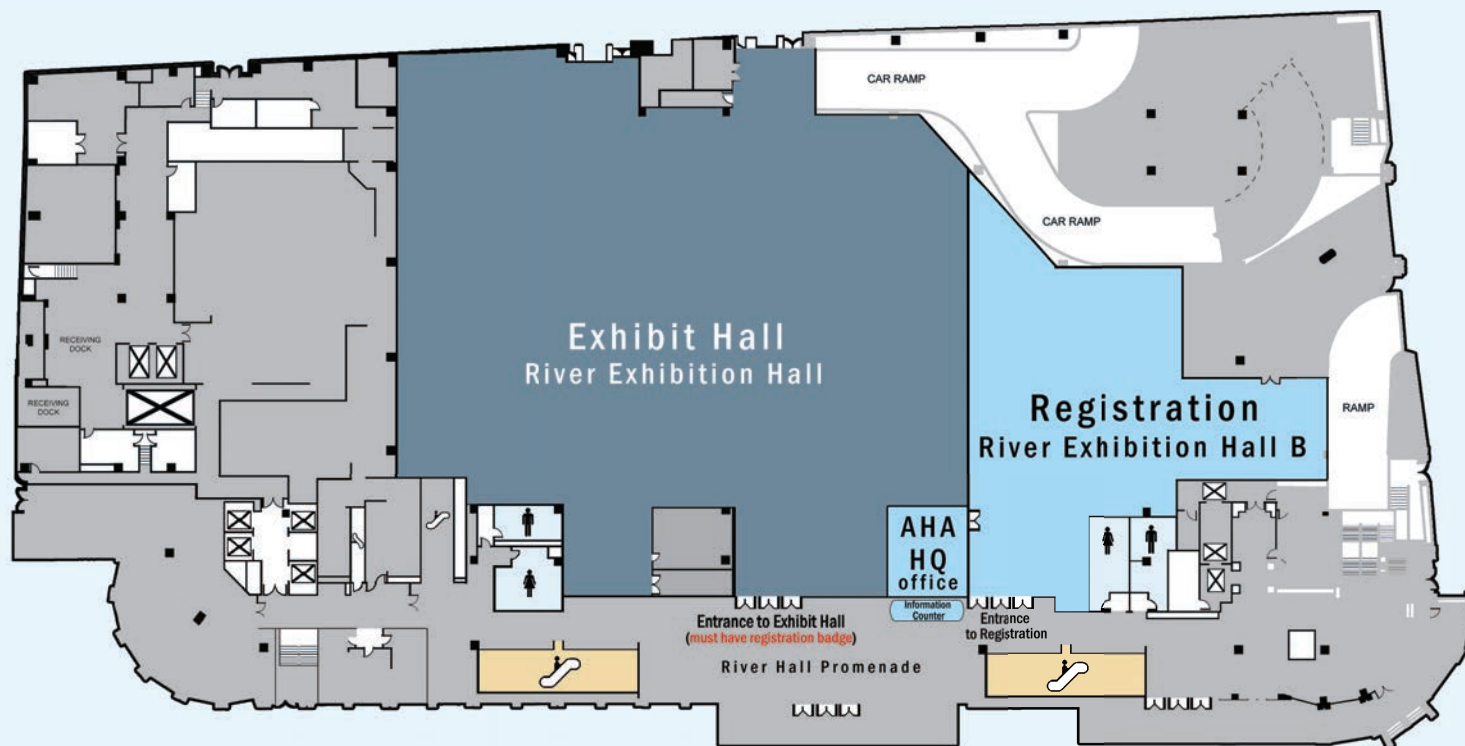 CAR RAMP
CAR RAMP
Exhibit Hall
River Exhibition Hall
RECEIVING
DOCK
RECEIVING
DOCK
Registration
River Exhibition Hall B
RAMP
AHA
HQ
office
Information
Counter
Entrance to Exhibit Hall
(must have registration badge)
Entrance
to Registration
River Hall Promenade